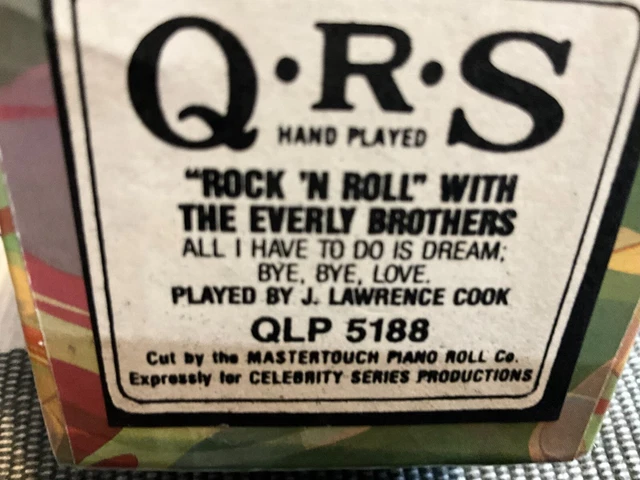 Q·R·S
HAND PLAYED
"ROCK 'N ROLL" WITH
THE EVERLY BROTHERS
ALL I HAVE TO DO IS DREAM;
BYE, BYE, LOVE.
PLAYED BY J. LAWRENCE COOK
QLP 5188
Cut by the MASTERTOUCH PIANO ROLL Co.
Expressly for CELEBRITY SERIES PRODUCTIONS